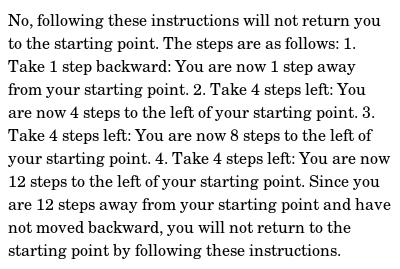 No, following these instructions will not return you
to the starting point. The steps are as follows: 1.
Take 1 step backward: You are now 1 step away
from your starting point. 2. Take 4 steps left: You
are now 4 steps to the left of your starting point. 3.
Take 4 steps left: You are now 8 steps to the left of
your starting point. 4. Take 4 steps left: You are now
12 steps to the left of your starting point. Since you
are 12 steps away from your starting point and have
not moved backward, you will not return to the
starting point by following these instructions.